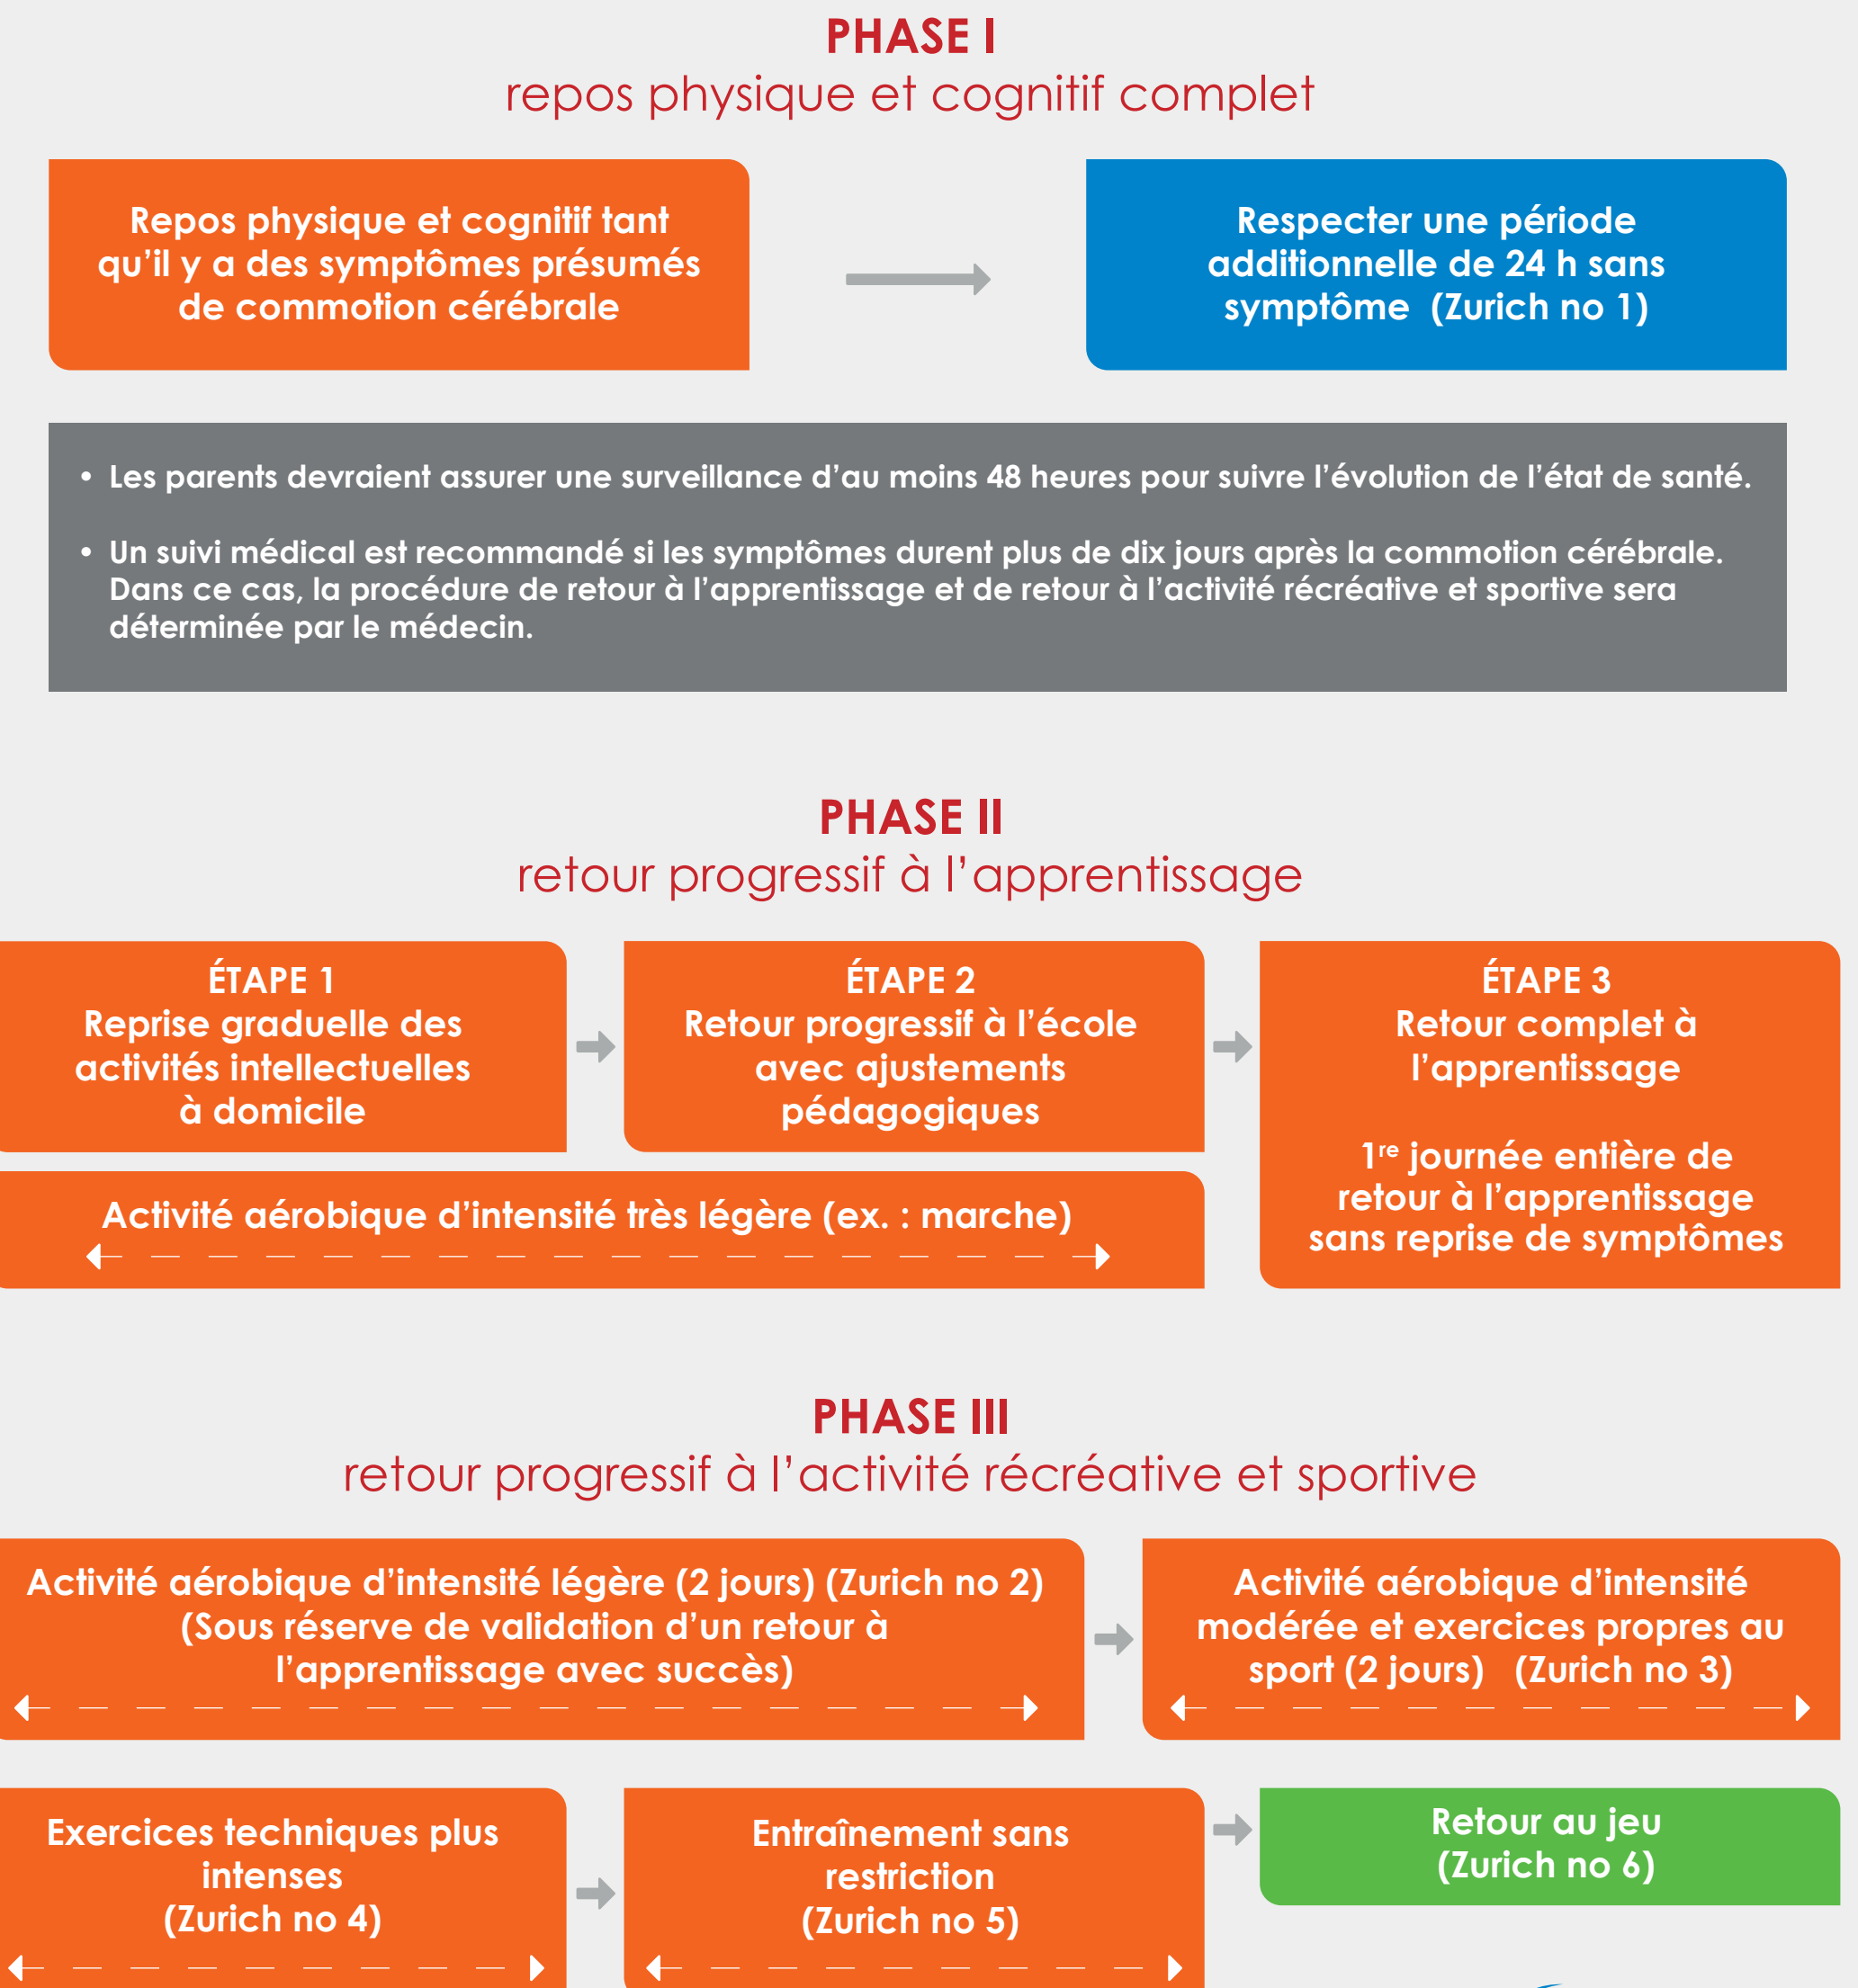 PHASE I
repos physique et cognitif complet
Repos physique et cognitif tant
qu'il y a des symptômes présumés
de commotion cérébrale
Respecter une période
additionnelle de 24 h sans
symptôme (Zurich no 1)
• Les parents devraient assurer une surveillance d'au moins 48 heures pour suivre l'évolution de l'état de santé.
• Un suivi médical est recommandé si les symptômes durent plus de dix jours après la commotion cérébrale.
Dans ce cas, la procédure de retour à l'apprentissage et de retour à l'activité récréative et sportive sera
déterminée par le médecin.
PHASE II
retour progressif à l'apprentissage
ÉTAPE 1
Reprise graduelle des
activités intellectuelles
à domicile
ÉTAPE 2
Retour progressif à l'école
avec ajustements
pédagogiques
Activité aérobique d'intensité très légère (ex. : marche)
ÉTAPE 3
Retour complet à
l'apprentissage
1re journée entière de
retour à l'apprentissage
sans reprise de symptômes
PHASE III
retour progressif à l'activité récréative et sportive
Activité aérobique d'intensité légère (2 jours) (Zurich no 2)
(Sous réserve de validation d'un retour à
l'apprentissage avec succès)
Activité aérobique d'intensité
modérée et exercices propres au
sport (2 jours) (Zurich no 3)
Exercices techniques plus
intenses
(Zurich no 4)
Entraînement sans
restriction
(Zurich no 5)
Retour au jeu
(Zurich no 6)